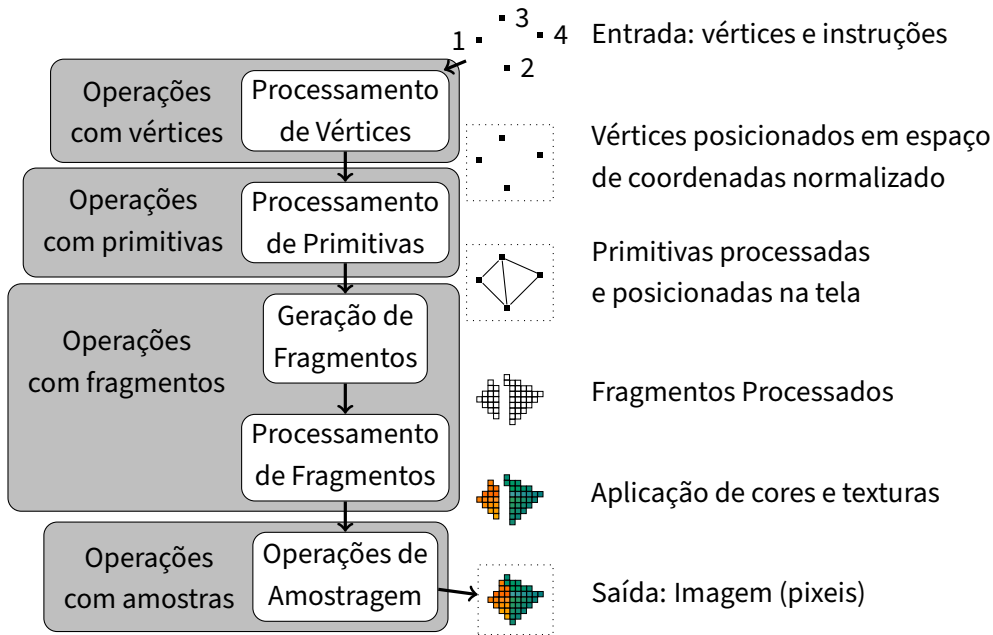 1
3
4
2
Entrada: vértices e instruções
Operações
com vértices
Processamento
de Vértices
Vértices posicionados em espaço
de coordenadas normalizado
Operações
com primitivas
Processamento
de Primitivas
Primitivas processadas
e posicionadas na tela
Operações
com fragmentos
Geração de
Fragmentos
Fragmentos Processados
Processamento
de Fragmentos
Aplicação de cores e texturas
Operações
com amostras
Operações de
Amostragem
Saída: Imagem (pixeis)